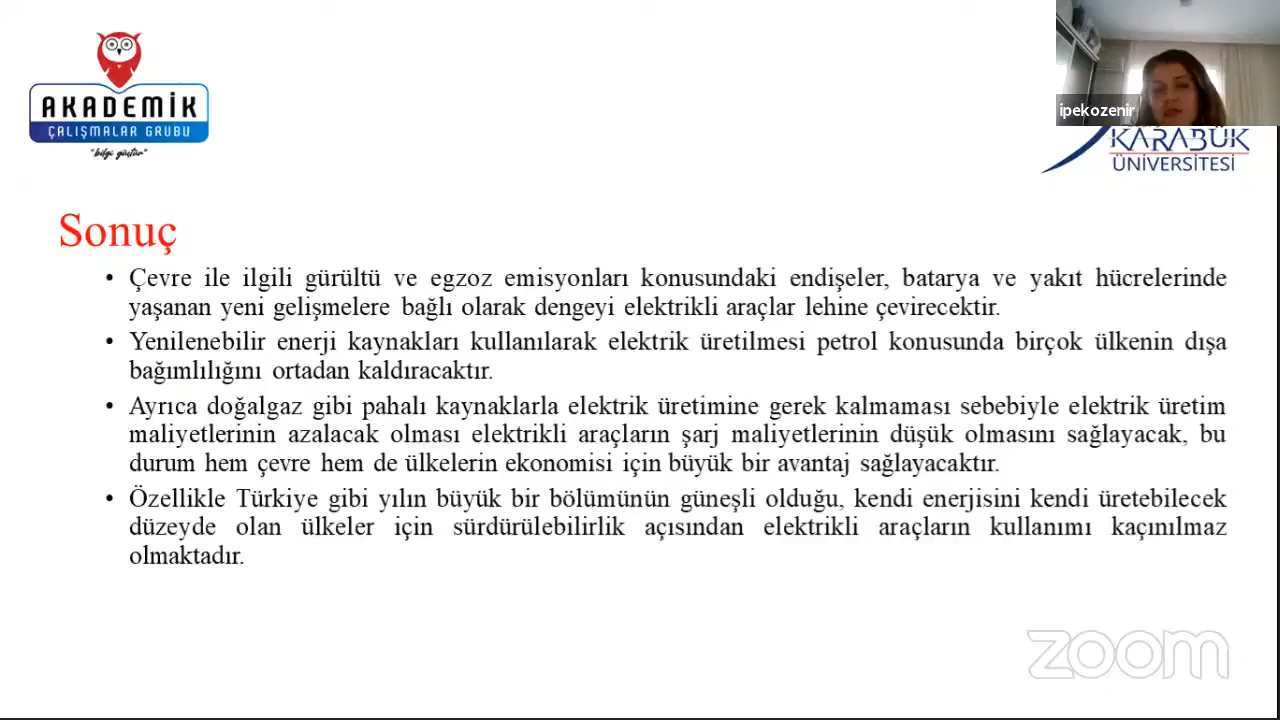 AKADEMİK
ÇALIŞMALAR GRUBU
"bilgi güçtür"
ipekozenir
KARABÜK
ÜNİVERSİTESİ
Sonuç
• Çevre ile ilgili gürültü ve egzoz emisyonları konusundaki endişeler, batarya ve yakıt hücrelerinde
yaşanan yeni gelişmelere bağlı olarak dengeyi elektrikli araçlar lehine çevirecektir.
• Yenilenebilir enerji kaynakları kullanılarak elektrik üretilmesi petrol konusunda birçok ülkenin dışa
bağımlılığını ortadan kaldıracaktır.
• Ayrıca doğalgaz gibi pahalı kaynaklarla elektrik üretimine gerek kalmaması sebebiyle elektrik üretim
maliyetlerinin azalacak olması elektrikli araçların şarj maliyetlerinin düşük olmasını sağlayacak, bu
durum hem çevre hem de ülkelerin ekonomisi için büyük bir avantaj sağlayacaktır.
• Özellikle Türkiye gibi yılın büyük bir bölümünün güneşli olduğu, kendi enerjisini kendi üretebilecek
düzeyde olan ülkeler için sürdürülebilirlik açısından elektrikli araçların kullanımı kaçınılmaz
olmaktadır.
zoom